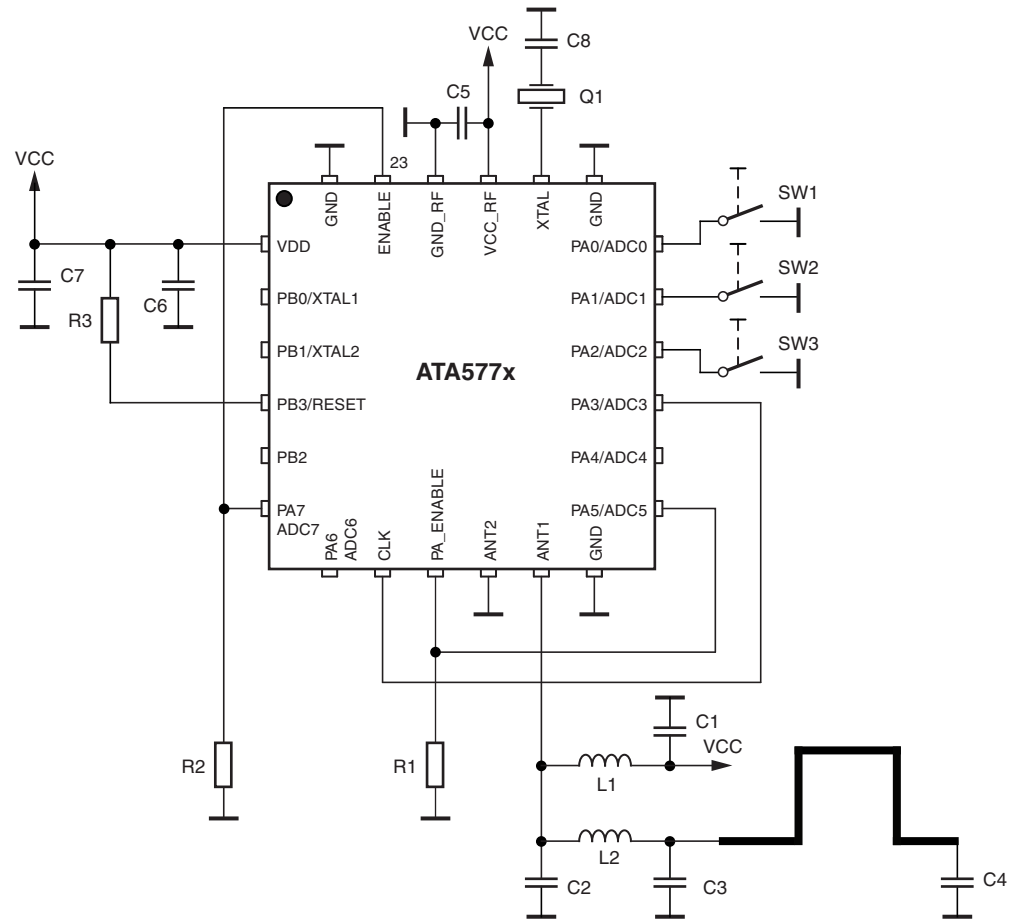 VCC
C8
C5
Q1
VCC
23
GND
ENABLE
GND_RF
VCC_RF
XTAL
GND
SW1
VDD
PA0/ADC0
C7
C6
R3
PB0/XTAL1
PA1/ADC1
SW2
PB1/XTAL2
PA2/ADC2
SW3
ATA577x
PB3/RESET
PA3/ADC3
PB2
PA4/ADC4
PA7
ADC7
PA5/ADC5
PA6
ADC6
CLK
PA_ENABLE
ANT2
ANT1
GND
C1
VCC
R2
R1
L1
L2
C2
C3
C4